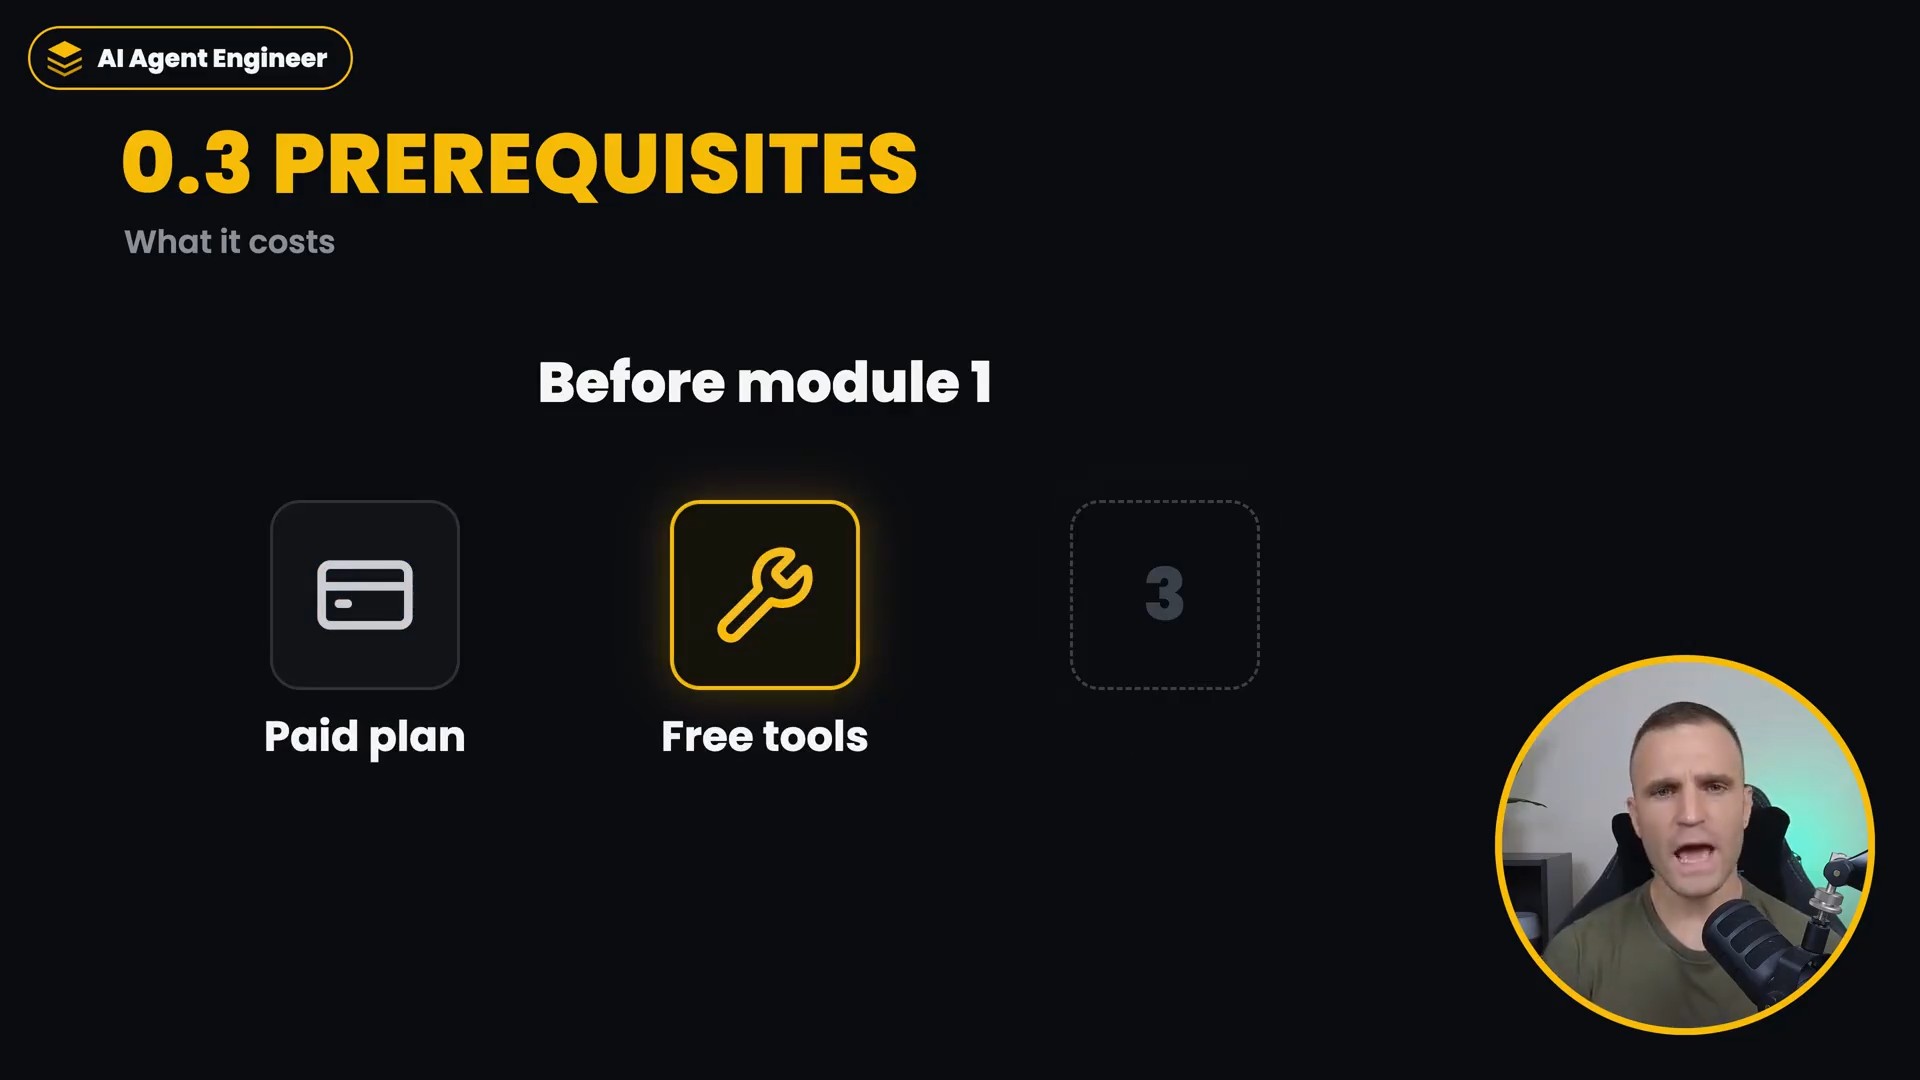 AI Agent Engineer
0.3 PREREQUISITES
What it costs
Before module 1
3
Paid plan
Free tools